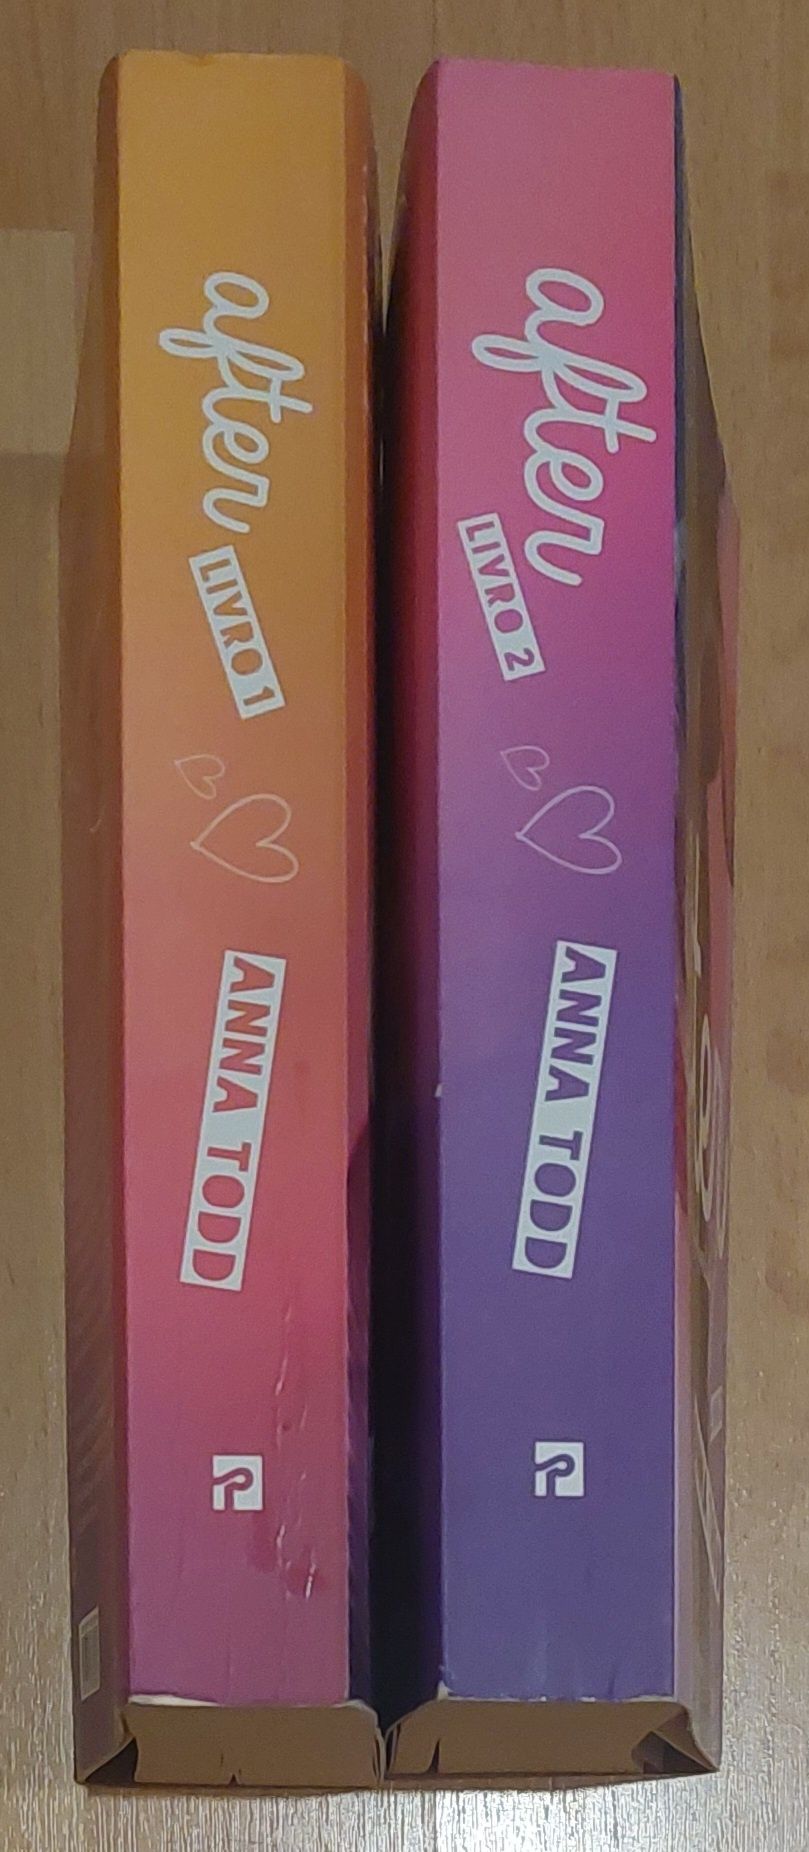 after
LIVRO 1
ANNA TODD
after
LIVRO 2
ANNA TODD